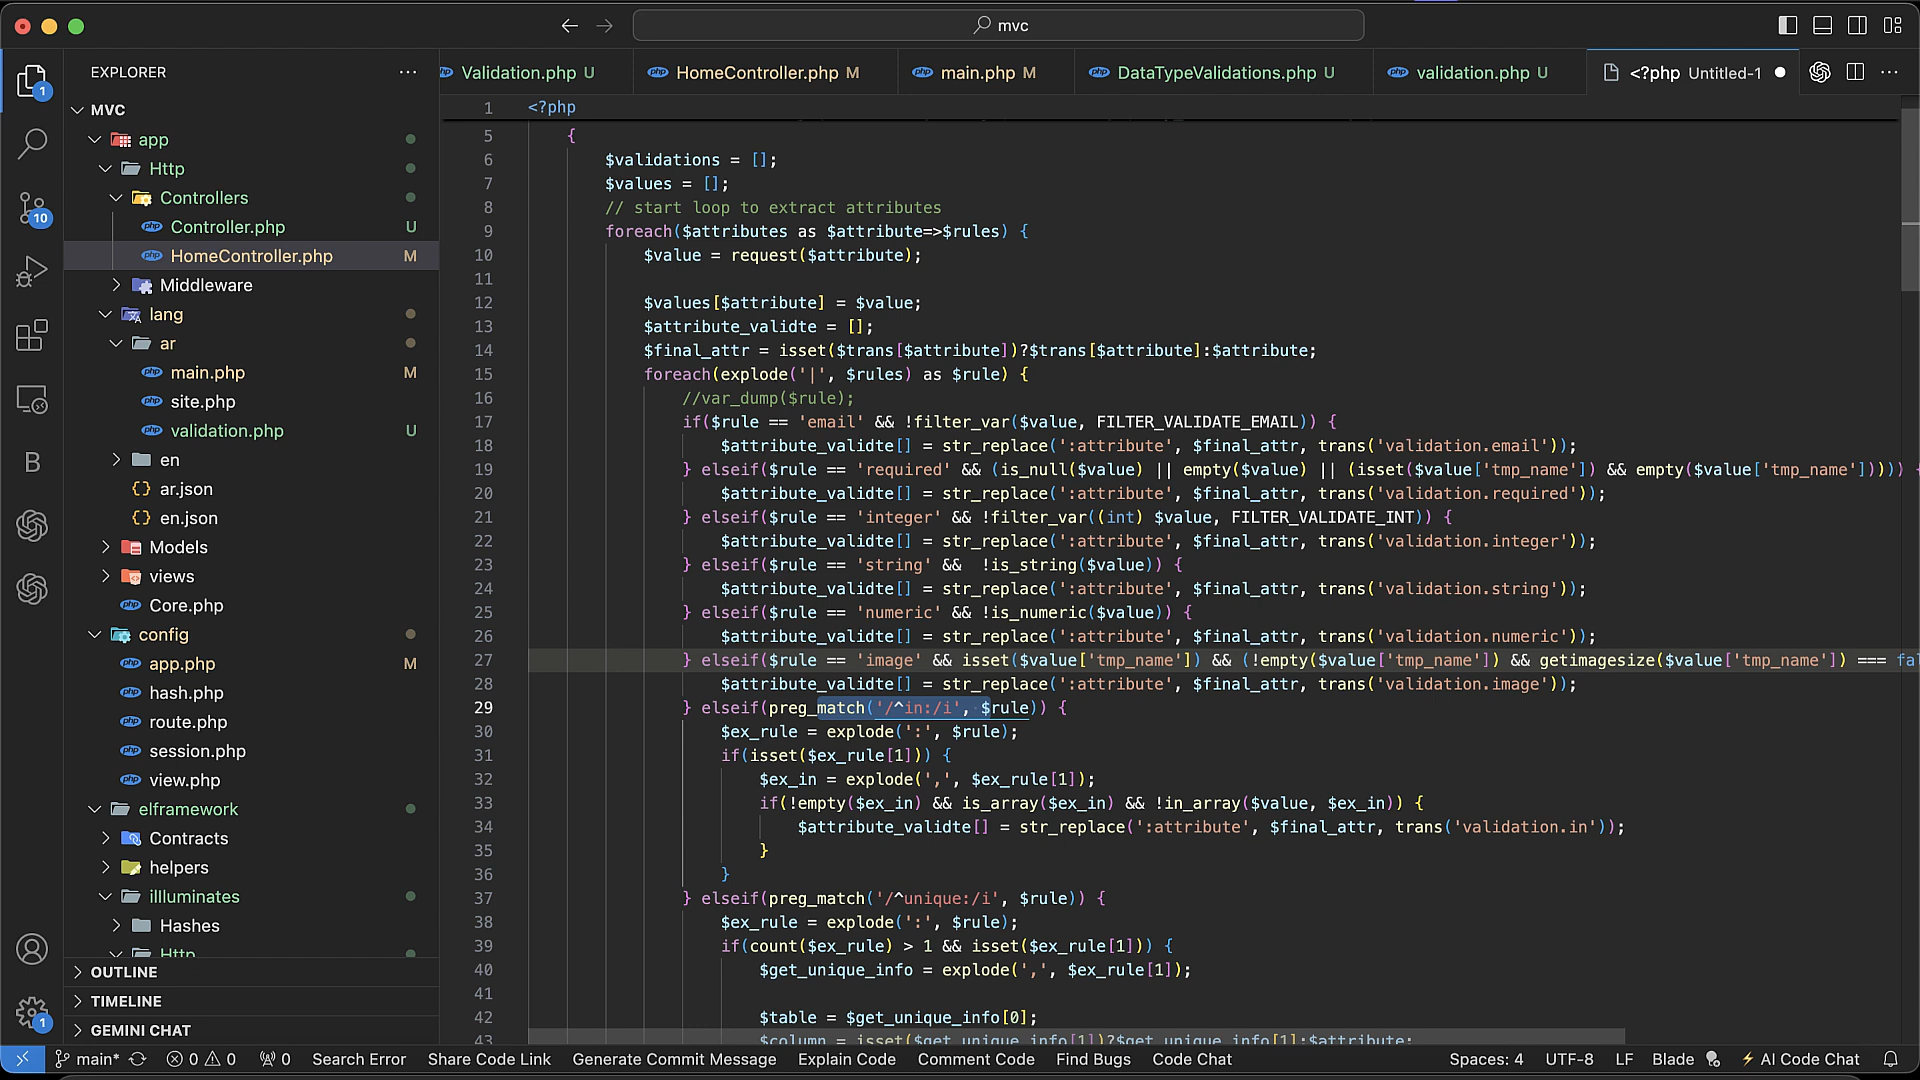 mvc
EXPLORER
Validation.php U
HomeController.php M
main.php M
DataTypeValidations.php U
validation.php U
<?php Untitled-1
MVC
app
Http
Controllers
Controller.php U
HomeController.php M
Middleware
lang
ar
main.php M
site.php
validation.php U
en
ar.json
en.json
Models
views
Core.php
config
app.php M
hash.php
route.php
session.php
view.php
elframework
Contracts
helpers
illuminates
Hashes
Http
OUTLINE
TIMELINE
GEMINI CHAT
1 <?php
5 {
6 $validations = [];
7 $values = [];
8 // start loop to extract attributes
9 foreach($attributes as $attribute=>$rules) {
10 $value = request($attribute);
11
12 $values[$attribute] = $value;
13 $attribute_validte = [];
14 $final_attr = isset($trans[$attribute])?$trans[$attribute]:$attribute;
15 foreach(explode('|', $rules) as $rule) {
16 //var_dump($rule);
17 if($rule == 'email' && !filter_var($value, FILTER_VALIDATE_EMAIL)) {
18 $attribute_validte[] = str_replace(':attribute', $final_attr, trans('validation.email'));
19 } elseif($rule == 'required' && (is_null($value) || empty($value) || (isset($value['tmp_name']) && empty($value['tmp_name'])))) {
20 $attribute_validte[] = str_replace(':attribute', $final_attr, trans('validation.required'));
21 } elseif($rule == 'integer' && !filter_var((int) $value, FILTER_VALIDATE_INT)) {
22 $attribute_validte[] = str_replace(':attribute', $final_attr, trans('validation.integer'));
23 } elseif($rule == 'string' &&  !is_string($value)) {
24 $attribute_validte[] = str_replace(':attribute', $final_attr, trans('validation.string'));
25 } elseif($rule == 'numeric' && !is_numeric($value)) {
26 $attribute_validte[] = str_replace(':attribute', $final_attr, trans('validation.numeric'));
27 } elseif($rule == 'image' && isset($value['tmp_name']) && (!empty($value['tmp_name']) && getimagesize($value['tmp_name']) === fal
28 $attribute_validte[] = str_replace(':attribute', $final_attr, trans('validation.image'));
29 } elseif(preg_match('/^in:/i', $rule)) {
30 $ex_rule = explode(':', $rule);
31 if(isset($ex_rule[1])) {
32 $ex_in = explode(',', $ex_rule[1]);
33 if(!empty($ex_in) && is_array($ex_in) && !in_array($value, $ex_in)) {
34 $attribute_validte[] = str_replace(':attribute', $final_attr, trans('validation.in'));
35 }
36 }
37 } elseif(preg_match('/^unique:/i', $rule)) {
38 $ex_rule = explode(':', $rule);
39 if(count($ex_rule) > 1 && isset($ex_rule[1])) {
40 $get_unique_info = explode(',', $ex_rule[1]);
41
42 $table = $get_unique_info[0];
43 $column = isset($get_unique_info[1])?$get_unique_info[1]:$attribute;
main* 0 0 0 Search Error Share Code Link Generate Commit Message Explain Code Comment Code Find Bugs Code Chat Spaces: 4 UTF-8 LF Blade AI Code Chat